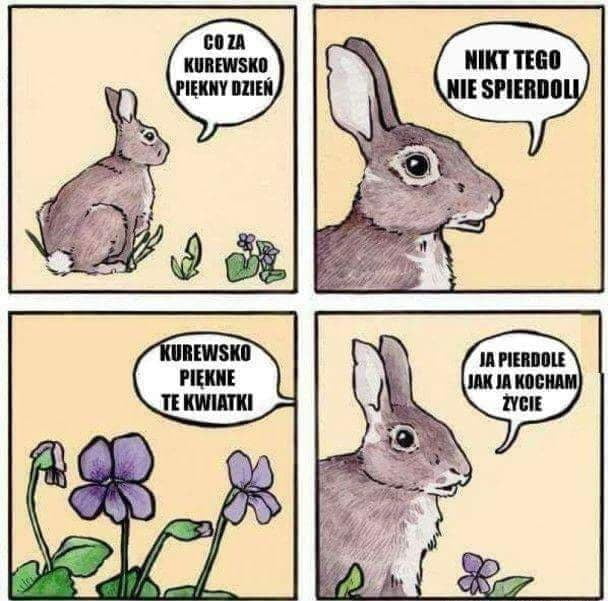 CO ZA
KUREWSKO
PIĘKNY DZIEŃ
NIKT TEGO
NIE SPIERDOLI
KUREWSKO
PIĘKNE
TE KWIATKI
JA PIERDOLE
JAK JA KOCHAM
ŻYCIE